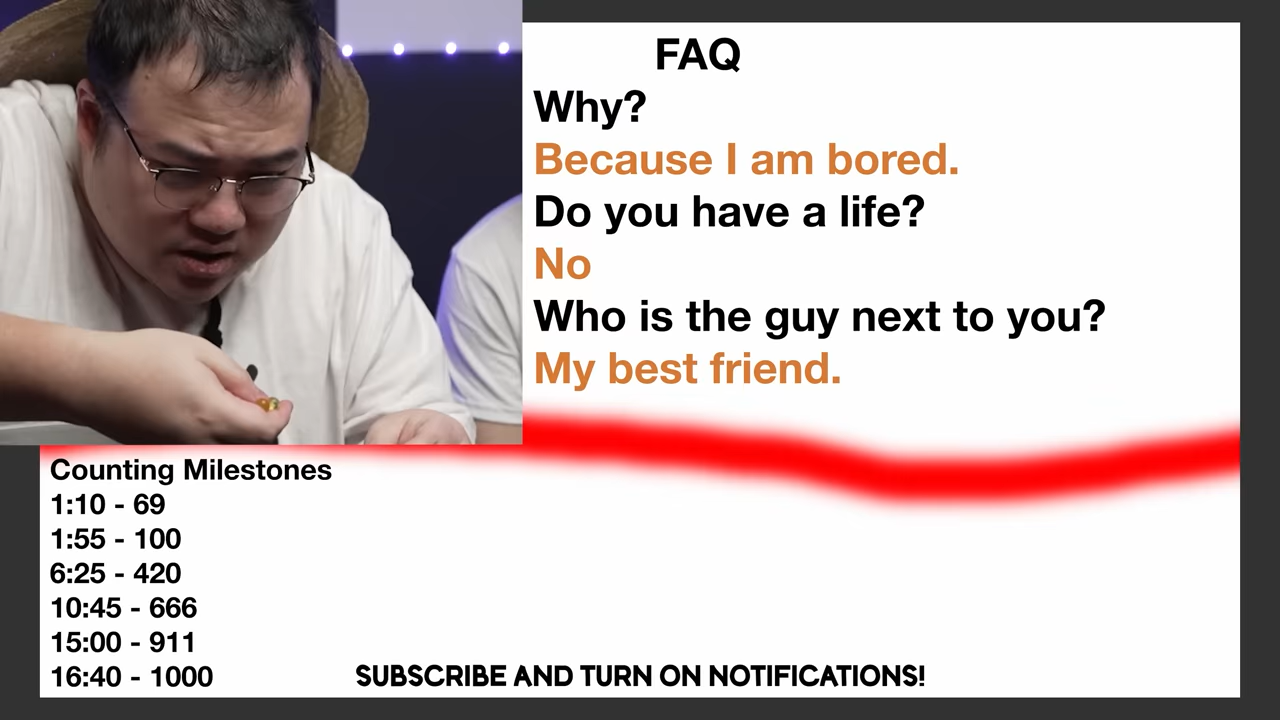 FAQ
Why?
Because I am bored.
Do you have a life?
No
Who is the guy next to you?
My best friend.
Counting Milestones
1:10 - 69
1:55 - 100
6:25 - 420
10:45 - 666
15:00 - 911
16:40 - 1000
SUBSCRIBE AND TURN ON NOTIFICATIONS!